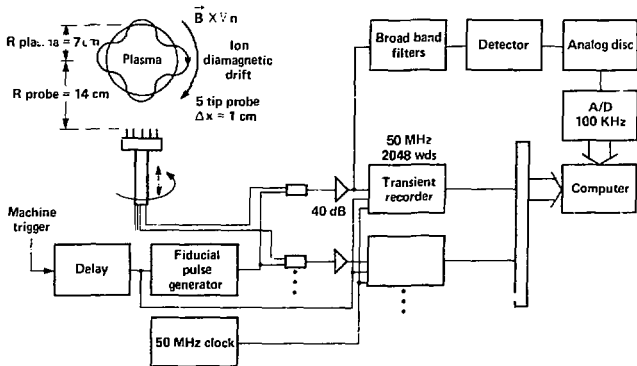 B X ∇n
R plasma = 7 cm
Plasma
Ion
diamagnetic
drift
R probe = 14 cm
5 tip probe
Δx = 1 cm
Broad band
filters
Detector
Analog disc
A/D
100 KHz
50 MHz
2048 wds
Transient
recorder
Computer
40 dB
Machine
trigger
Delay
Fiducial
pulse
generator
50 MHz clock